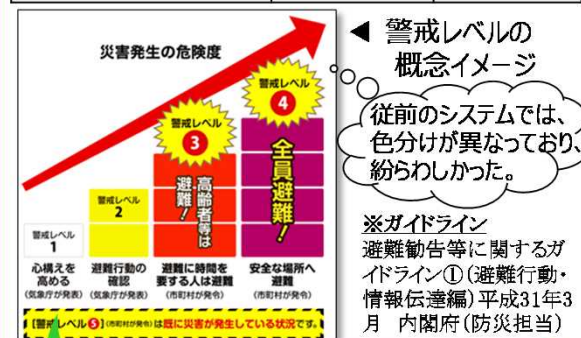 災害発生の危険度
警戒レベル
4
全員避難!
警戒レベル
3
高齢者等は
避難!
警戒レベル
2
警戒レベル
1
心構えを
高める
(気象庁が発表)
避難行動の
確認
(気象庁が発表)
避難に時間を
要する人は避難
(市町村が発令)
安全な場所へ
避難
(市町村が発令)
【警戒レベル5】(市町村が発令)は既に災害が発生している状況です。
◀ 警戒レベルの
概念イメージ
従前のシステムでは、
色分けが異なっており、
紛らわしかった。
※ガイドライン
避難勧告等に関するガ
イドライン①(避難行動・
情報伝達編)平成31年3
月 内閣府(防災担当)